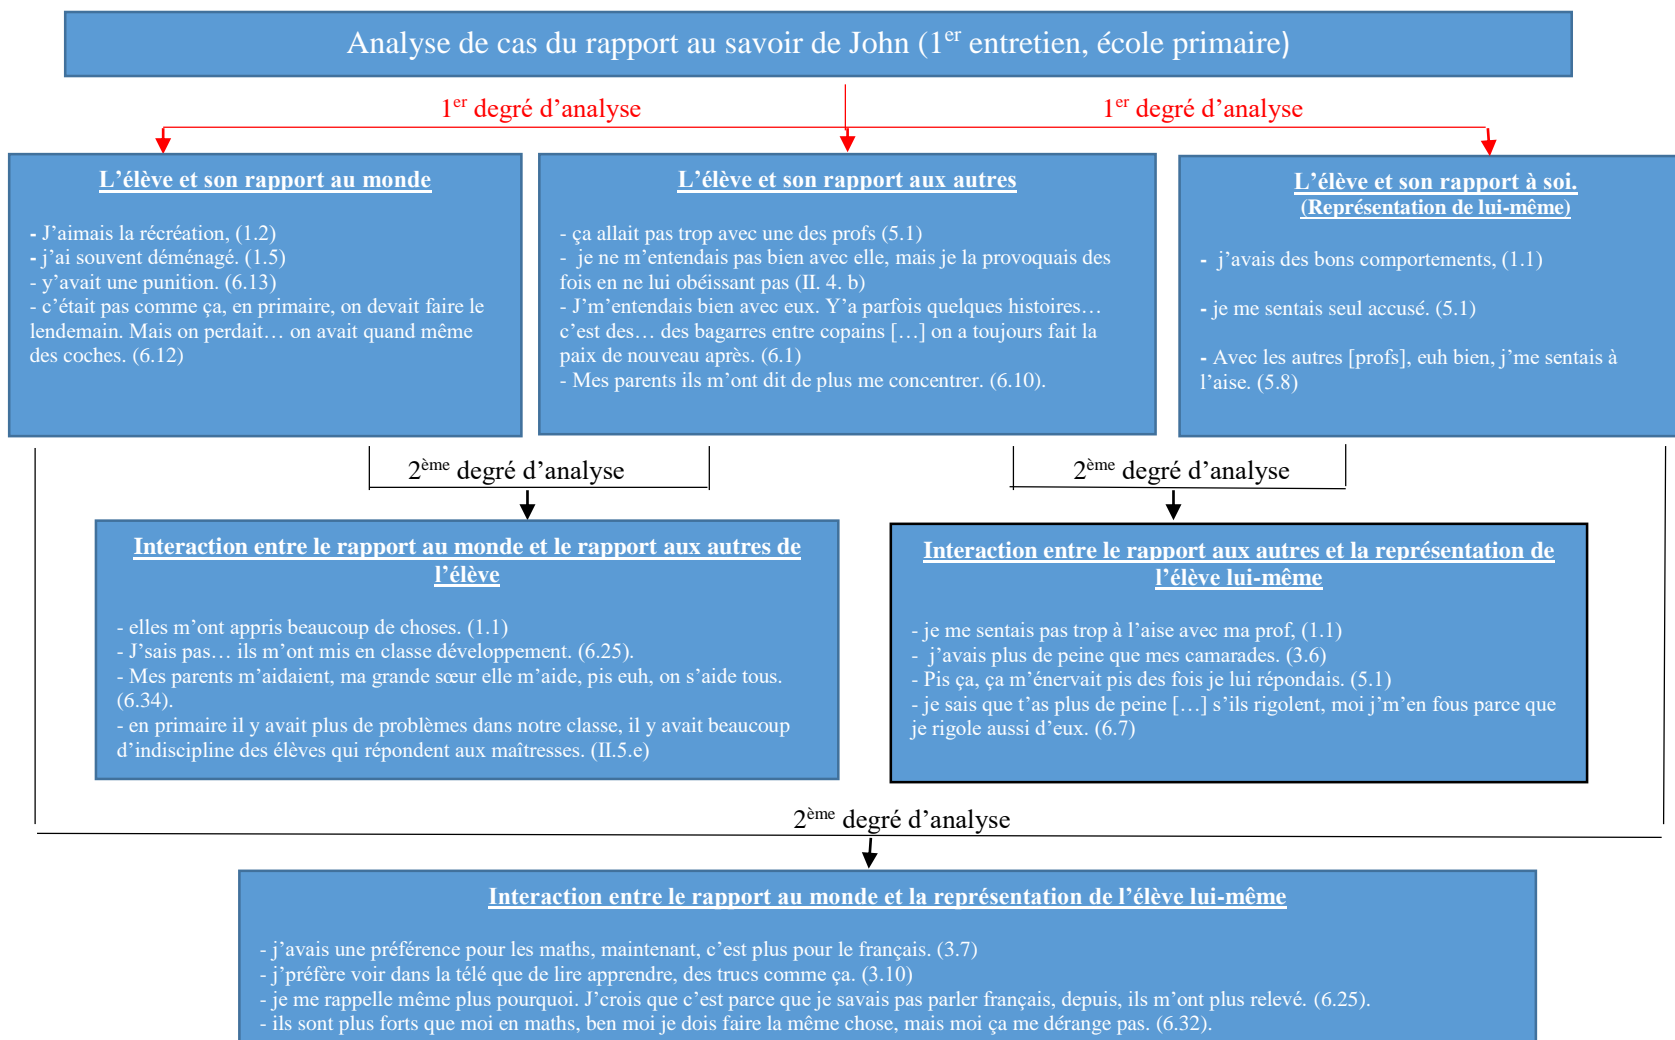 Analyse de cas du rapport au savoir de John (1er entretien, école primaire)
1er degré d’analyse
1er degré d’analyse
L’élève et son rapport au monde
- J’aimais la récréation, (1.2)
- j’ai souvent déménagé. (1.5)
- y’avait une punition. (6.13)
- c’était pas comme ça, en primaire, on devait faire le
lendemain. Mais on perdait… on avait quand même
des coches. (6.12)
L’élève et son rapport aux autres
- ça allait pas trop avec une des profs (5.1)
- je ne m’entendais pas bien avec elle, mais je la provoquais des
fois en ne lui obéissant pas (II. 4. b)
- J’m’entendais bien avec eux. Y’a parfois quelques histoires…
c’est des… des bagarres entre copains […] on a toujours fait la
paix de nouveau après. (6.1)
- Mes parents ils m’ont dit de plus me concentrer. (6.10).
L’élève et son rapport à soi.
(Représentation de lui-même)
- j’avais des bons comportements, (1.1)
- je me sentais seul accusé. (5.1)
- Avec les autres [profs], euh bien, j’me sentais à
l’aise. (5.8)
2ème degré d’analyse
2ème degré d’analyse
Interaction entre le rapport au monde et le rapport aux autres de
l’élève
- elles m’ont appris beaucoup de choses. (1.1)
- J’sais pas… ils m’ont mis en classe développement. (6.25).
- Mes parents m’aidaient, ma grande sœur elle m’aide, pis euh, on s’aide tous.
(6.34).
- en primaire il y avait plus de problèmes dans notre classe, il y avait beaucoup
d’indiscipline des élèves qui répondent aux maîtresses. (II.5.e)
Interaction entre le rapport aux autres et la représentation de
l’élève lui-même
- je me sentais pas trop à l’aise avec ma prof, (1.1)
- j’avais plus de peine que mes camarades. (3.6)
- Pis ça, ça m’énervait pis des fois je lui répondais. (5.1)
- je sais que t’as plus de peine […] s’ils rigolent, moi j’m’en fous parce que
je rigole aussi d’eux. (6.7)
2ème degré d’analyse
Interaction entre le rapport au monde et la représentation de l’élève lui-même
- j’avais une préférence pour les maths, maintenant, c’est plus pour le français. (3.7)
- j’préfère voir dans la télé que de lire apprendre, des trucs comme ça. (3.10)
- je me rappelle même plus pourquoi. J’crois que c’est parce que je savais pas parler français, depuis, ils m’ont plus relevé. (6.25).
- ils sont plus forts que moi en maths, ben moi je dois faire la même chose, mais moi ça me dérange pas. (6.32).